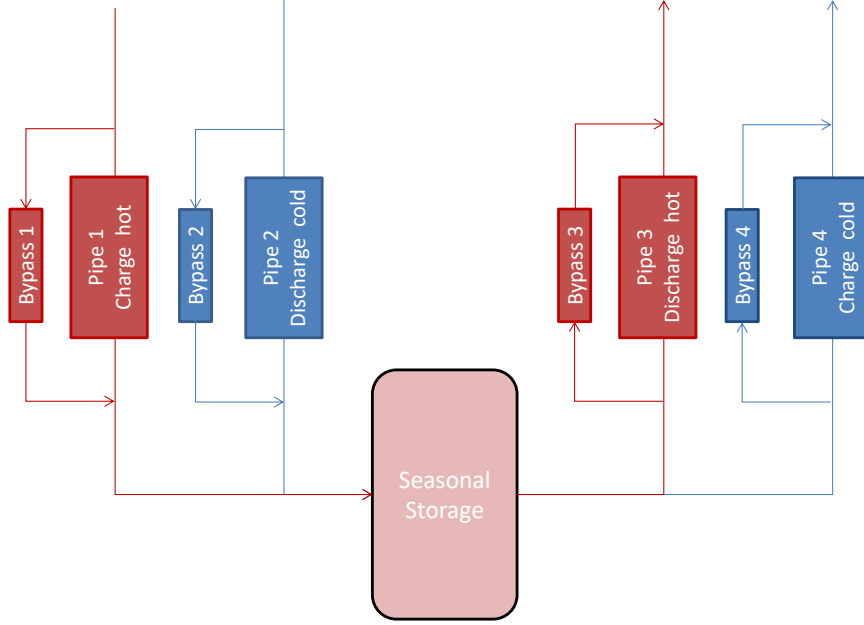 Bypass 1
Pipe 1
Charge hot
Bypass 2
Pipe 2
Discharge cold
Bypass 3
Pipe 3
Discharge hot
Bypass 4
Pipe 4
Charge cold
Seasonal
Storage